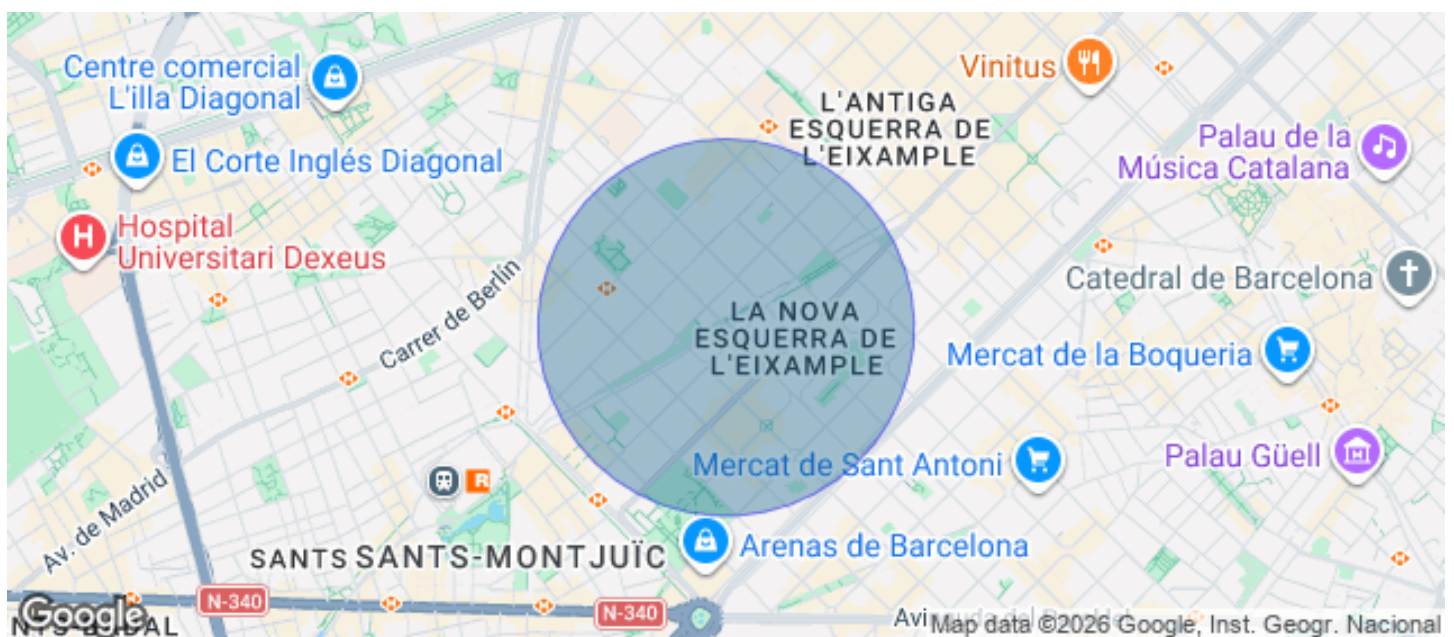 Centre comercial
L'illa Diagonal
El Corte Inglés Diagonal
H
Hospital
Universitari Dexeus
Vinitus
L'ANTIGA
ESQUERRA DE
L'EIXAMPLE
Palau de la
Música Catalana
Carrer de Berlín
Catedral de Barcelona
LA NOVA
ESQUERRA DE
L'EIXAMPLE
Mercat de la Boqueria
Mercat de Sant Antoni
Palau Güell
R
Av. de Madrid
SANTS
SANTS-MONTJUÏC
Arenas de Barcelona
N-340
N-340
Google
Map data ©2026 Google, Inst. Geogr. Nacional